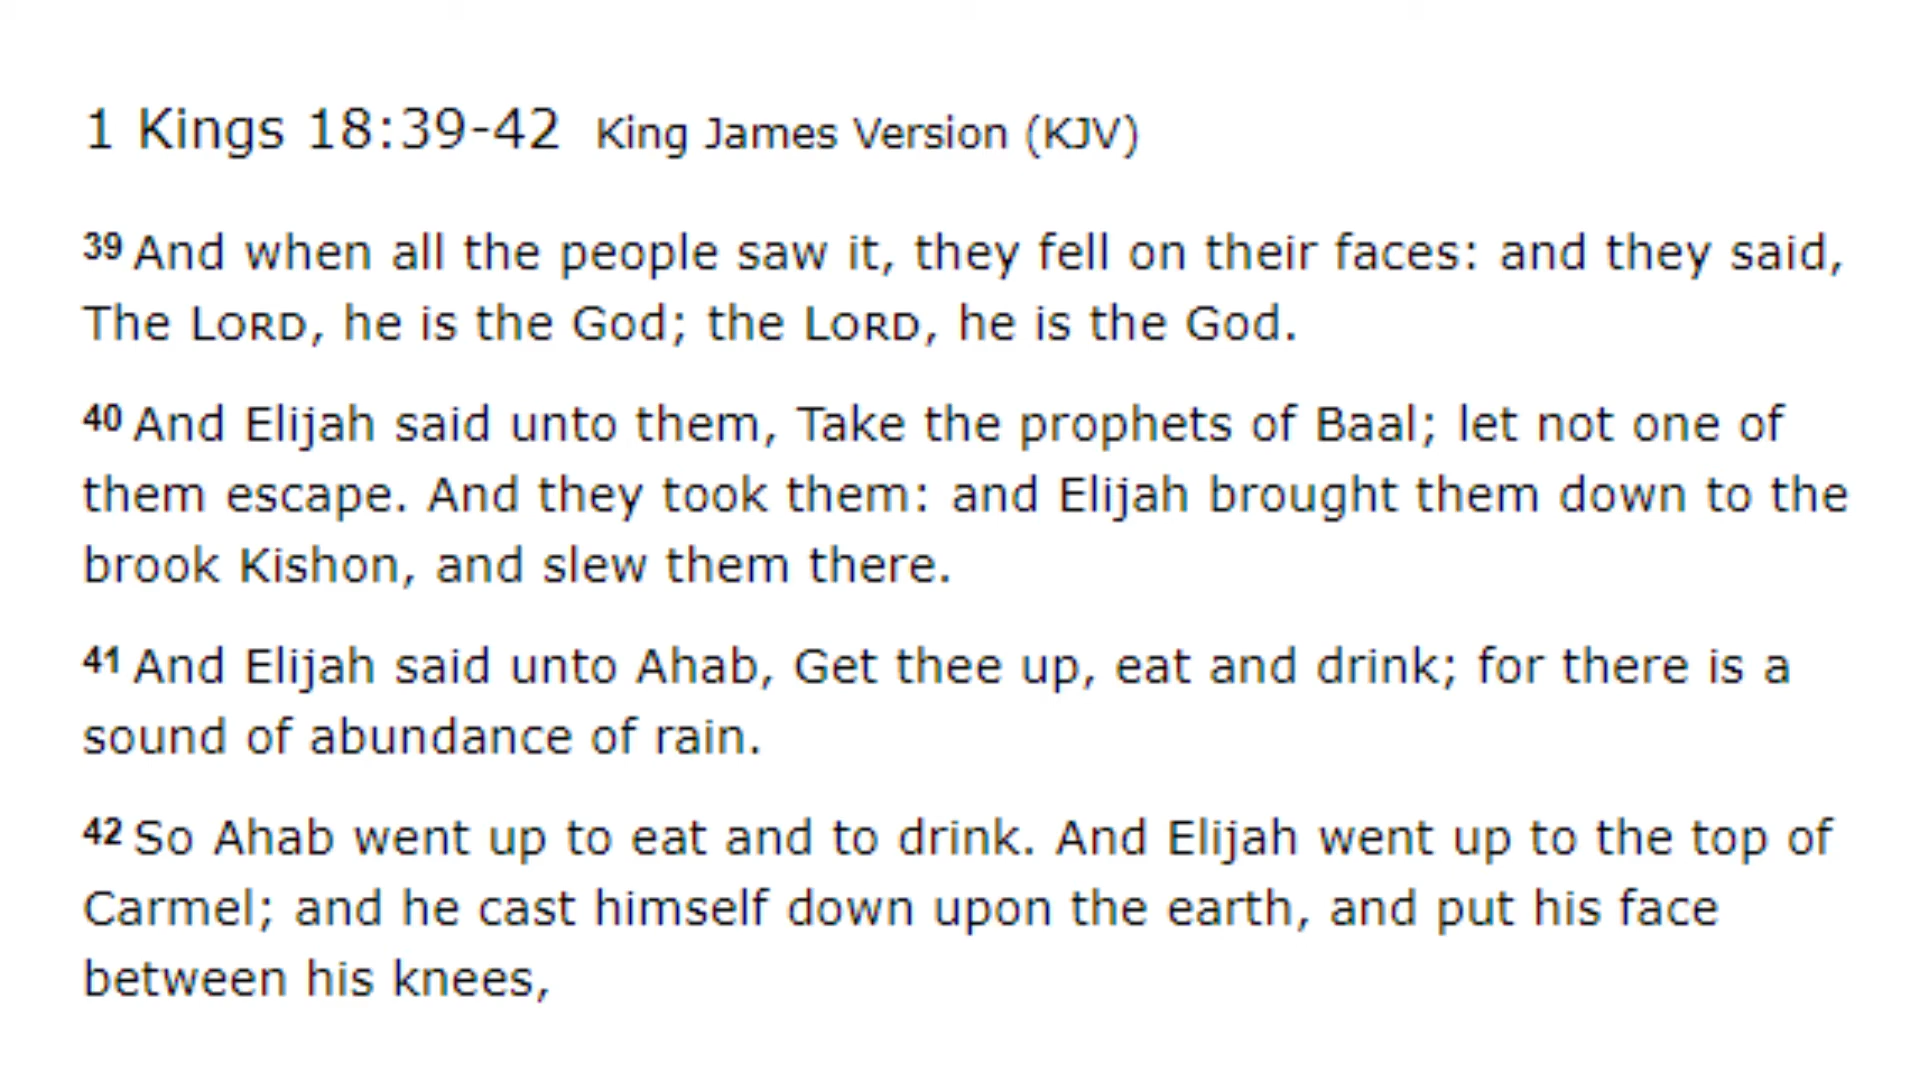 1 Kings 18:39-42 King James Version (KJV)
39 And when all the people saw it, they fell on their faces: and they said,
The LORD, he is the God; the LORD, he is the God.
40 And Elijah said unto them, Take the prophets of Baal; let not one of
them escape. And they took them: and Elijah brought them down to the
brook Kishon, and slew them there.
41 And Elijah said unto Ahab, Get thee up, eat and drink; for there is a
sound of abundance of rain.
42 So Ahab went up to eat and to drink. And Elijah went up to the top of
Carmel; and he cast himself down upon the earth, and put his face
between his knees,